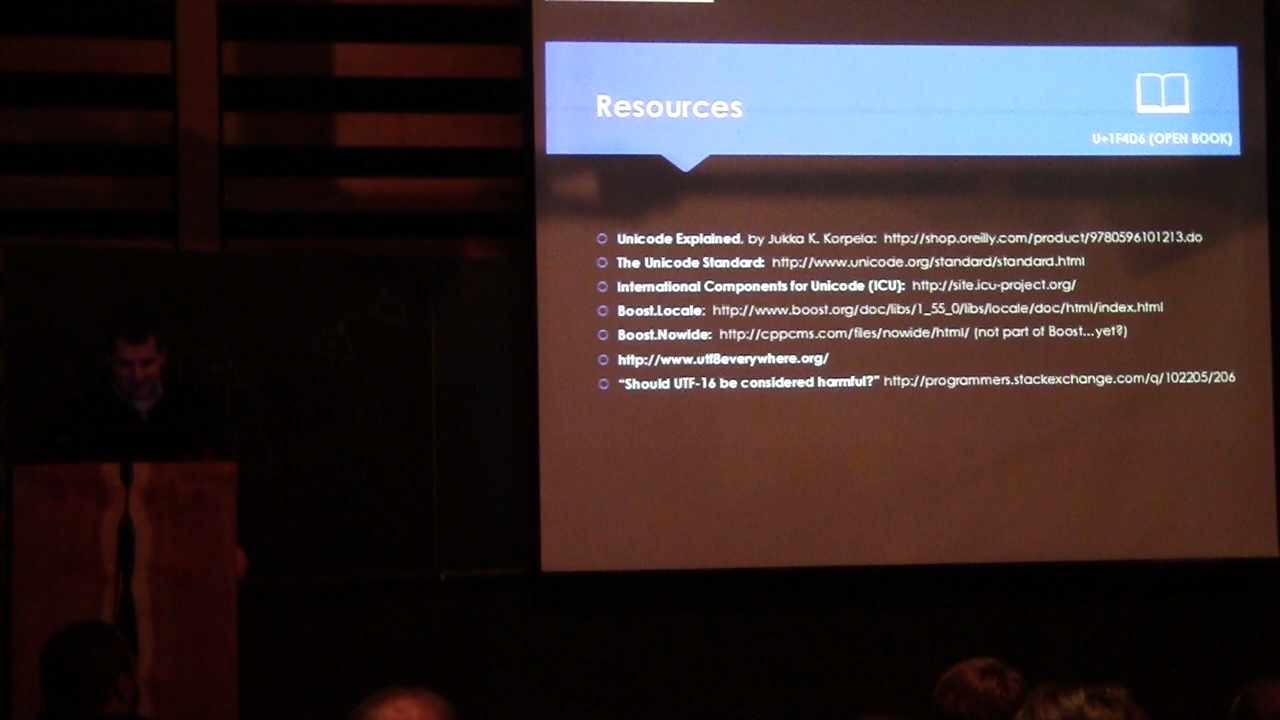 Resources
U+1F4D6 (OPEN BOOK)
Unicode Explained, by Jukka K. Korpela: http://shop.oreilly.com/product/9780596101213.do
The Unicode Standard: http://www.unicode.org/standard/standard.html
International Components for Unicode (ICU): http://site.icu-project.org/
Boost.Locale: http://www.boost.org/doc/libs/1_55_0/libs/locale/doc/html/index.html
Boost.Nowide: http://cppcms.com/files/nowide/html/ (not part of Boost...yet?)
http://www.utf8everywhere.org/
“Should UTF-16 be considered harmful?” http://programmers.stackexchange.com/q/102205/206